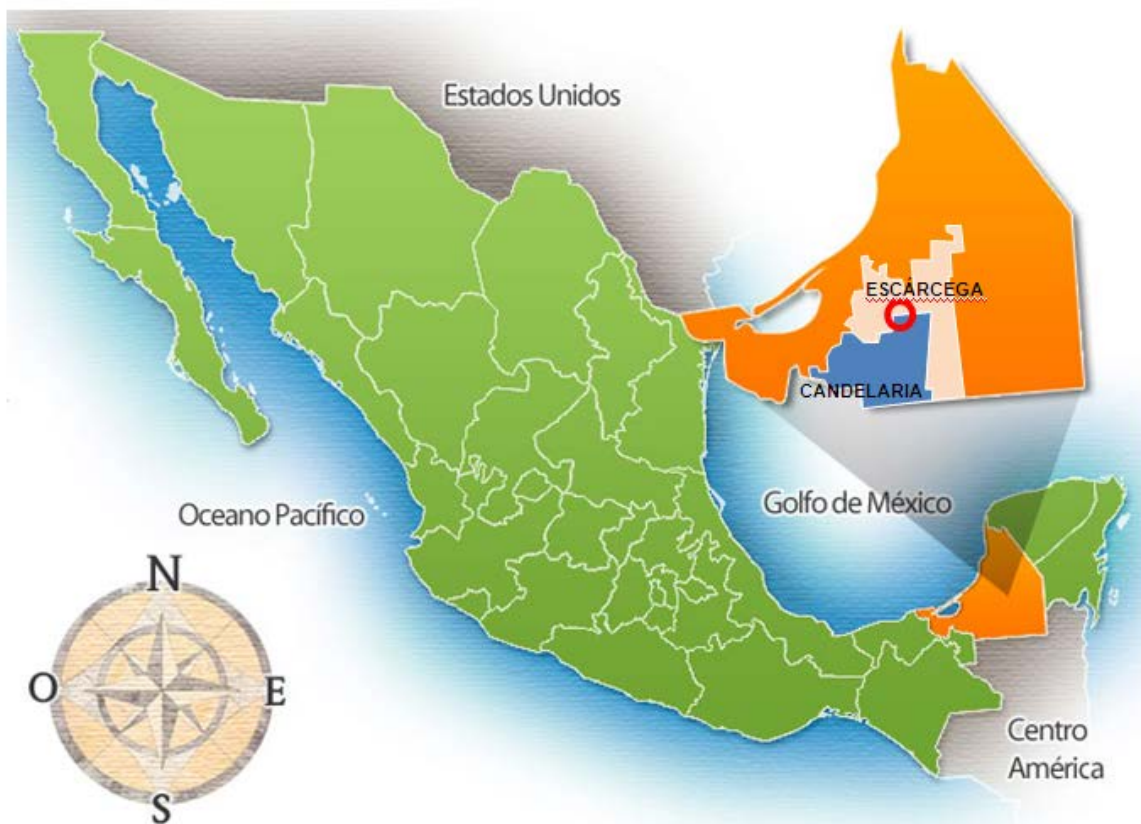 Estados Unidos
ESCÁRCEGA
CANDELARIA
Oceano Pacífico
Golfo de México
N
O
E
S
Centro
América